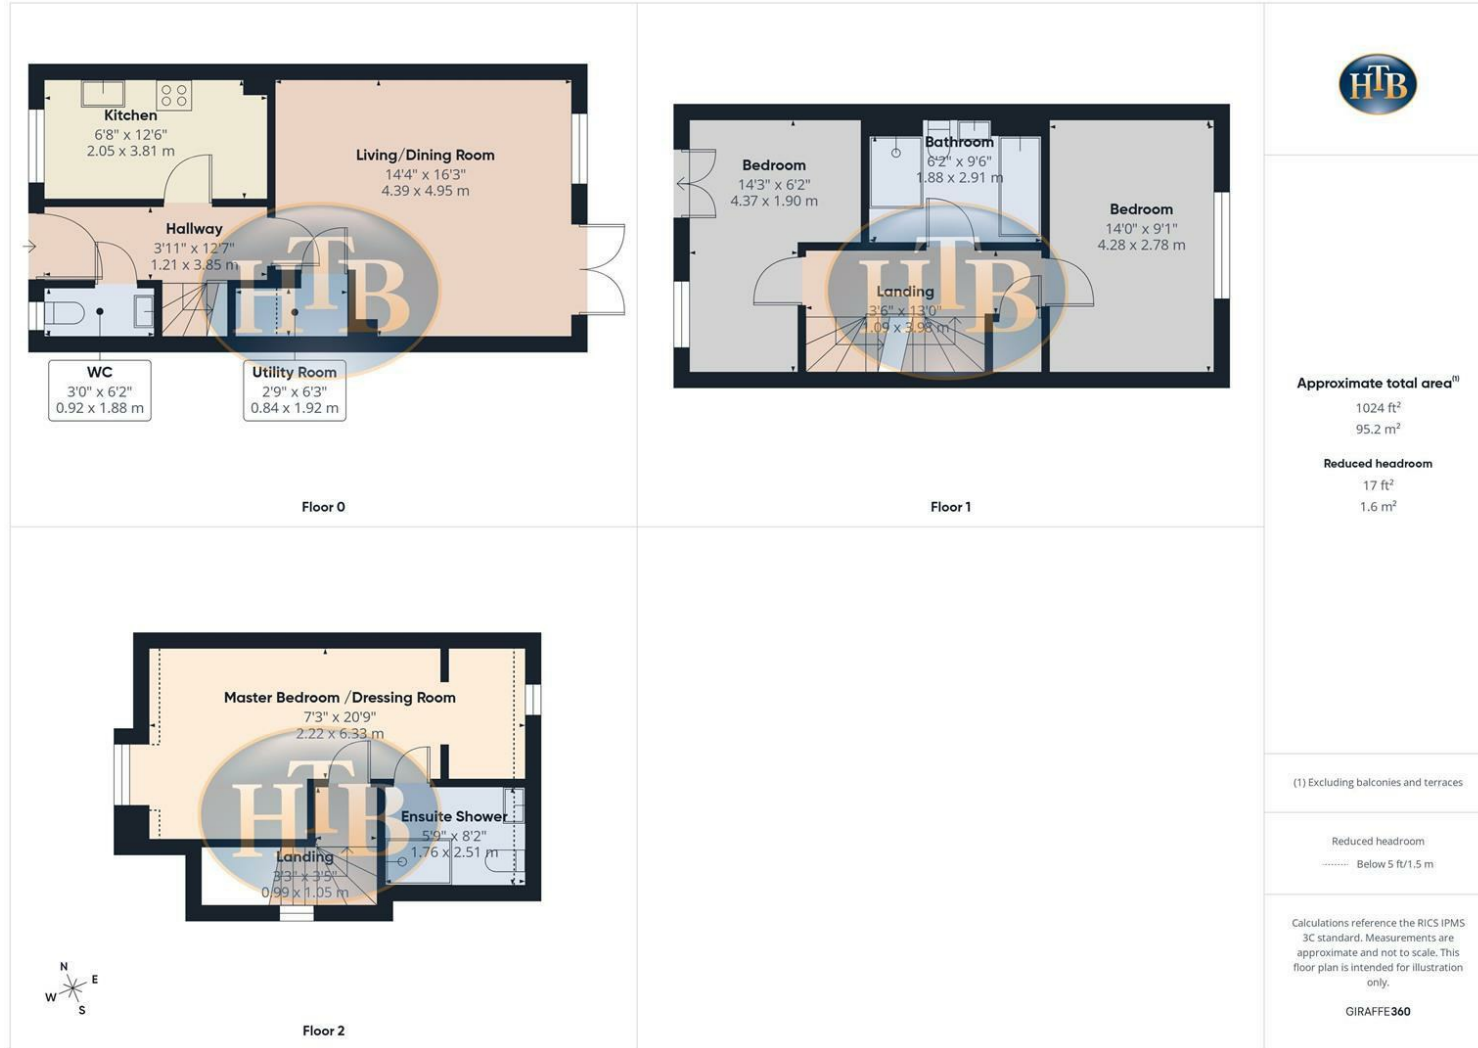 Kitchen
6'8" x 12'6"
2.05 x 3.81 m
Living/Dining Room
14'4" x 16'3"
4.39 x 4.95 m
Hallway
3'11" x 12'7"
1.21 x 3.85 m
HTB
WC
3'0" x 6'2"
0.92 x 1.88 m
Utility Room
2'9" x 6'3"
0.84 x 1.92 m
Floor 0
Bedroom
14'3" x 6'2"
4.37 x 1.90 m
Bathroom
6'2" x 9'6"
1.88 x 2.91 m
Bedroom
14'0" x 9'1"
4.28 x 2.78 m
Landing
3'6" x 13'0"
1.09 x 3.98 m
HTB
Floor 1
Master Bedroom /Dressing Room
7'3" x 20'9"
2.22 x 6.33 m
HTB
Ensuite Shower
5'9" x 8'2"
1.76 x 2.51 m
Landing
3'3" x 3'5"
0.99 x 1.05 m
N
E
W
S
Floor 2
HTB
Approximate total area(1)
1024 ft²
95.2 m²
Reduced headroom
17 ft²
1.6 m²
(1) Excluding balconies and terraces
Reduced headroom
Below 5 ft/1.5 m
Calculations reference the RICS IPMS
3C standard. Measurements are
approximate and not to scale. This
floor plan is intended for illustration
only.
GIRAFFE360